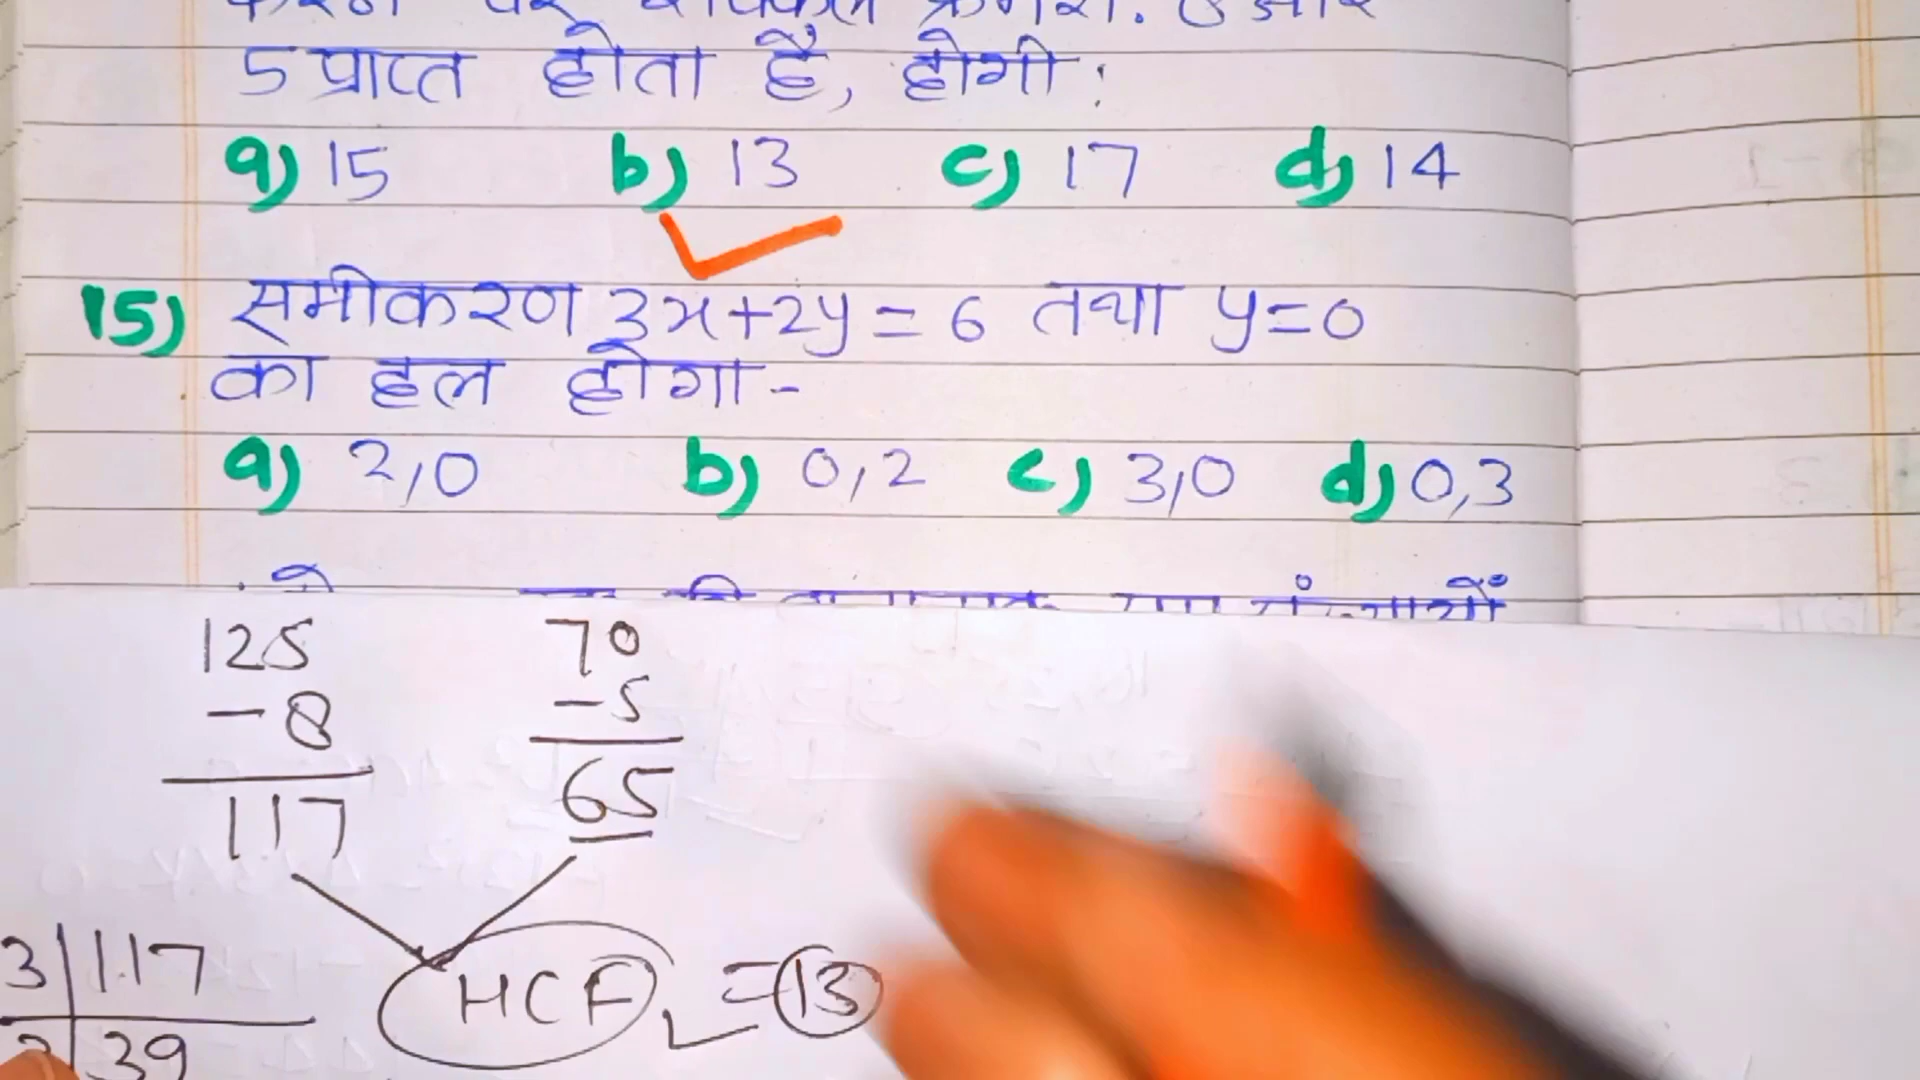 5 प्राप्त होता है, होगी :
a) 15 b) 13 c) 17 d) 14
15) समीकरण 3x+2y = 6 तथा y=0
का हल होगा -
a) 2,0 b) 0,2 c) 3,0 d) 0,3
125 70
- 8 - 5
117 65
3 117 HCF = 13
39